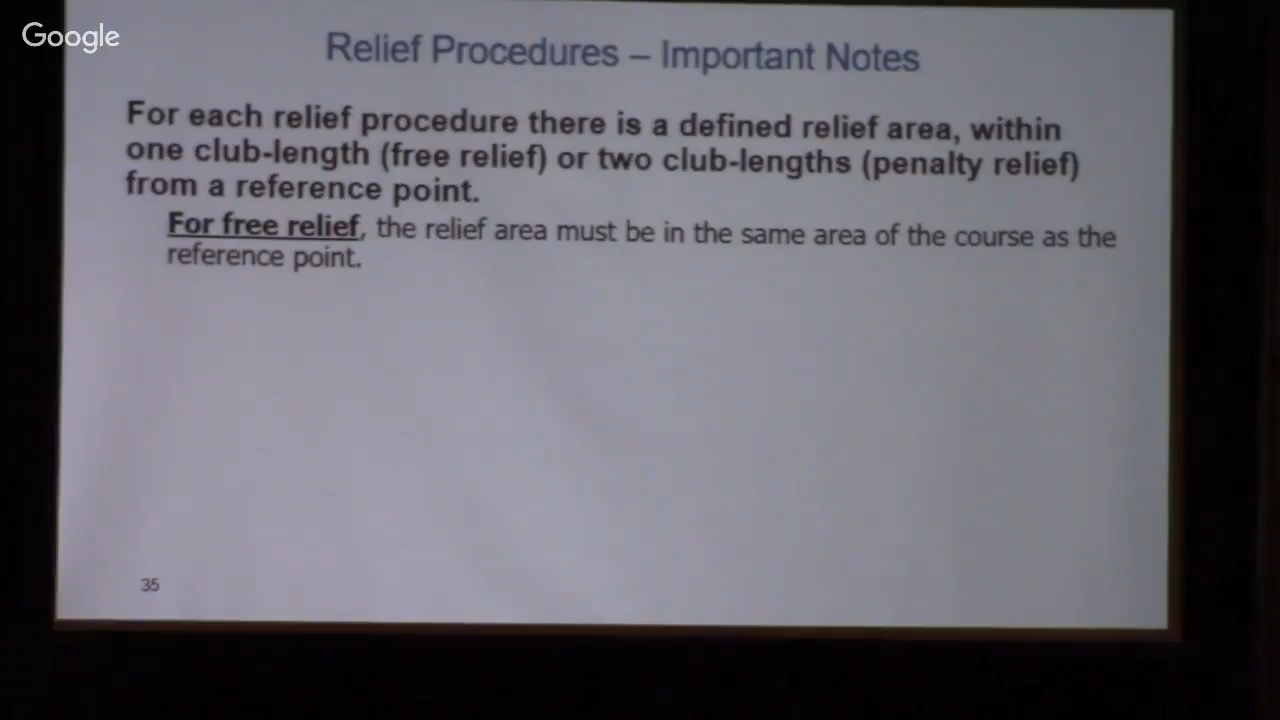 Google
Relief Procedures – Important Notes
For each relief procedure there is a defined relief area, within
one club-length (free relief) or two club-lengths (penalty relief)
from a reference point.
For free relief, the relief area must be in the same area of the course as the
reference point.
35